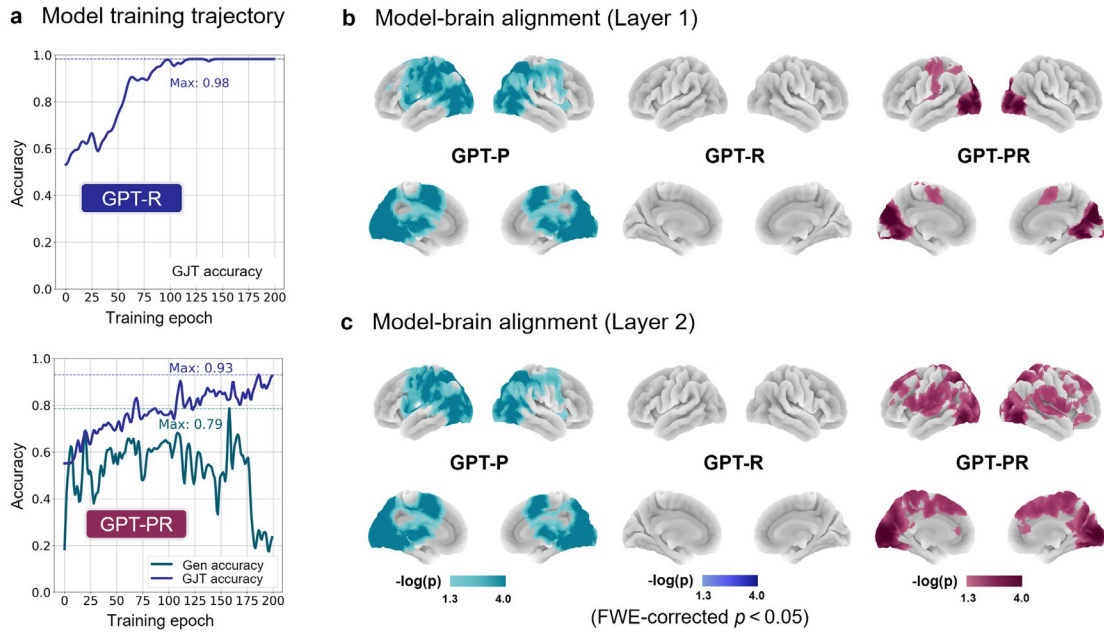 a Model training trajectory
1.0
0.8
0.6
0.4
0.2
0.0
Accuracy
Max: 0.98
GPT-R
GJT accuracy
0 25 50 75 100 125 150 175 200
Training epoch
1.0
0.8
0.6
0.4
0.2
0.0
Accuracy
Max: 0.93
Max: 0.79
GPT-PR
Gen accuracy
GJT accuracy
0 25 50 75 100 125 150 175 200
Training epoch
b Model-brain alignment (Layer 1)
GPT-P GPT-R GPT-PR
c Model-brain alignment (Layer 2)
GPT-P GPT-R GPT-PR
-log(p) 1.3 4.0
-log(p) 1.3 4.0
-log(p) 1.3 4.0
(FWE-corrected p < 0.05)